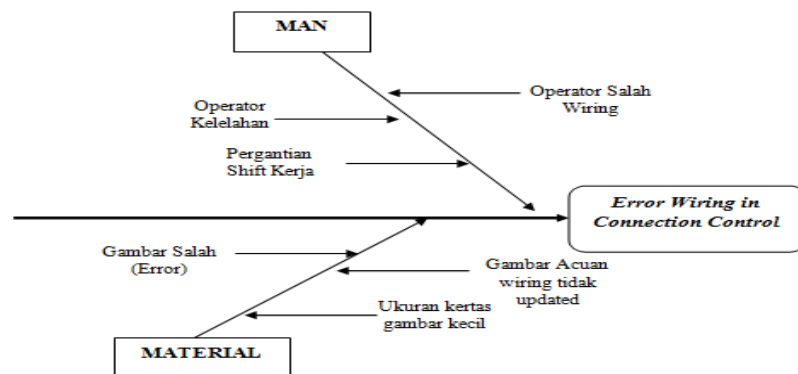 MAN
Operator Salah
Wiring
Operator
Kelelahan
Pergantian
Shift Kerja
Error Wiring in
Connection Control
Gambar Salah
(Error)
Gambar Acuan
wiring tidak
updated
Ukuran kertas
gambar kecil
MATERIAL